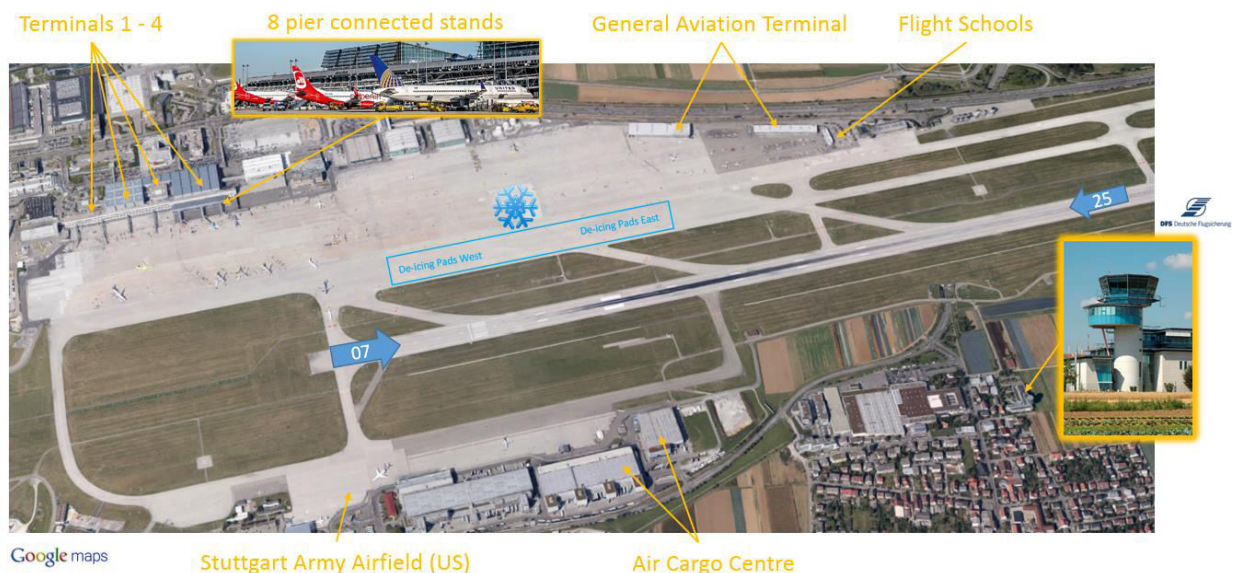 Terminals 1 - 4
8 pier connected stands
General Aviation Terminal
Flight Schools
UNITED
25
DFS Deutsche Flugsicherung
De-icing Pads East
De-icing Pads West
07
Google maps
Stuttgart Army Airfield (US)
Air Cargo Centre